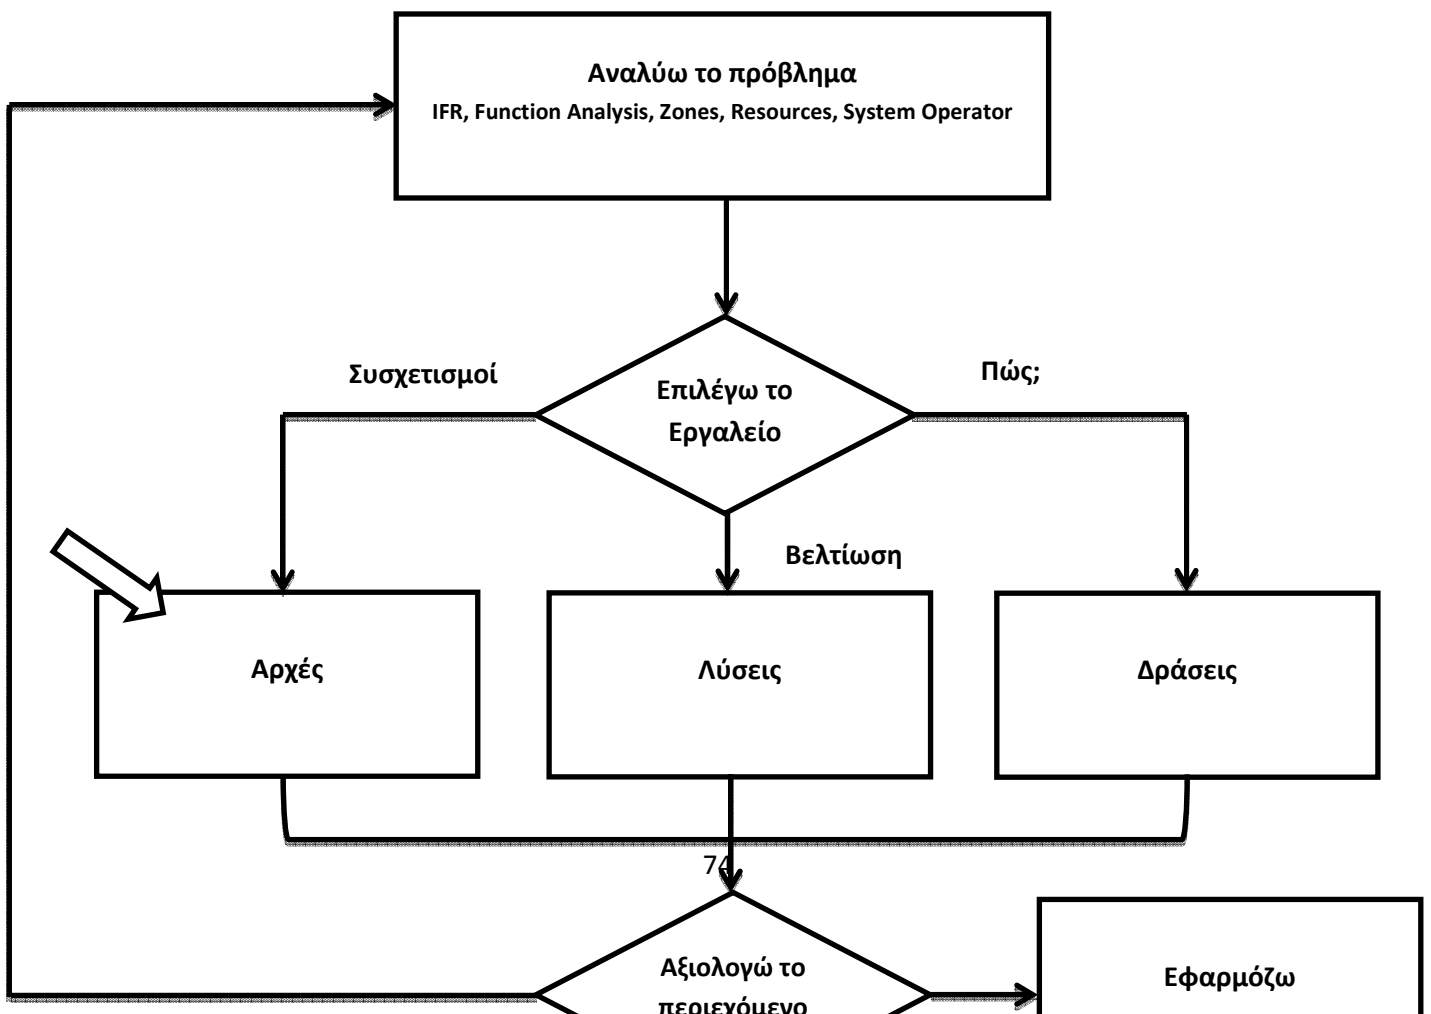 Αναλύω το πρόβλημα
IFR, Function Analysis, Zones, Resources, System Operator
Συσχετισμοί
Πώς;
Επιλέγω το
Εργαλείο
Βελτίωση
Αρχές
Λύσεις
Δράσεις
74
Αξιολογώ το
περιεχόμενο
Εφαρμόζω